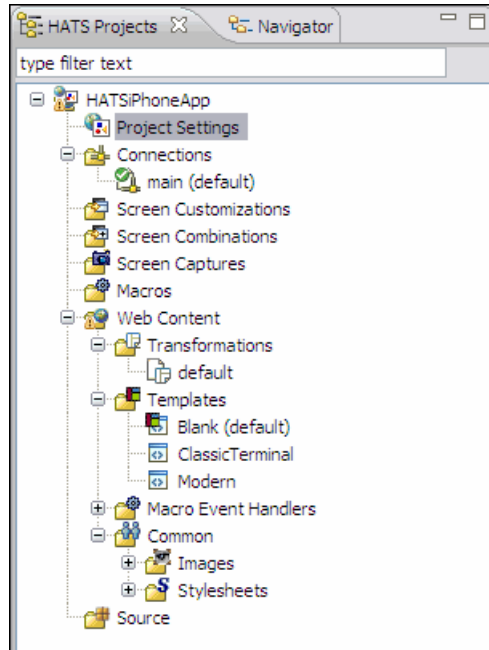 HATS Projects Navigator
type filter text
HATSiPhoneApp
Project Settings
Connections
main (default)
Screen Customizations
Screen Combinations
Screen Captures
Macros
Web Content
Transformations
default
Templates
Blank (default)
ClassicTerminal
Modern
Macro Event Handlers
Common
Images
Stylesheets
Source